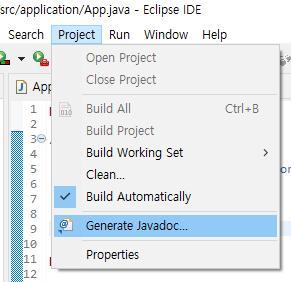 src/application/App.java - Eclipse IDE
Search Project Run Window Help
Open Project
Close Project
Build All Ctrl+B
Build Project
Build Working Set
Clean...
Build Automatically
Generate Javadoc...
Properties
App
1
2
3
4
5
6
7
8
9
10
11